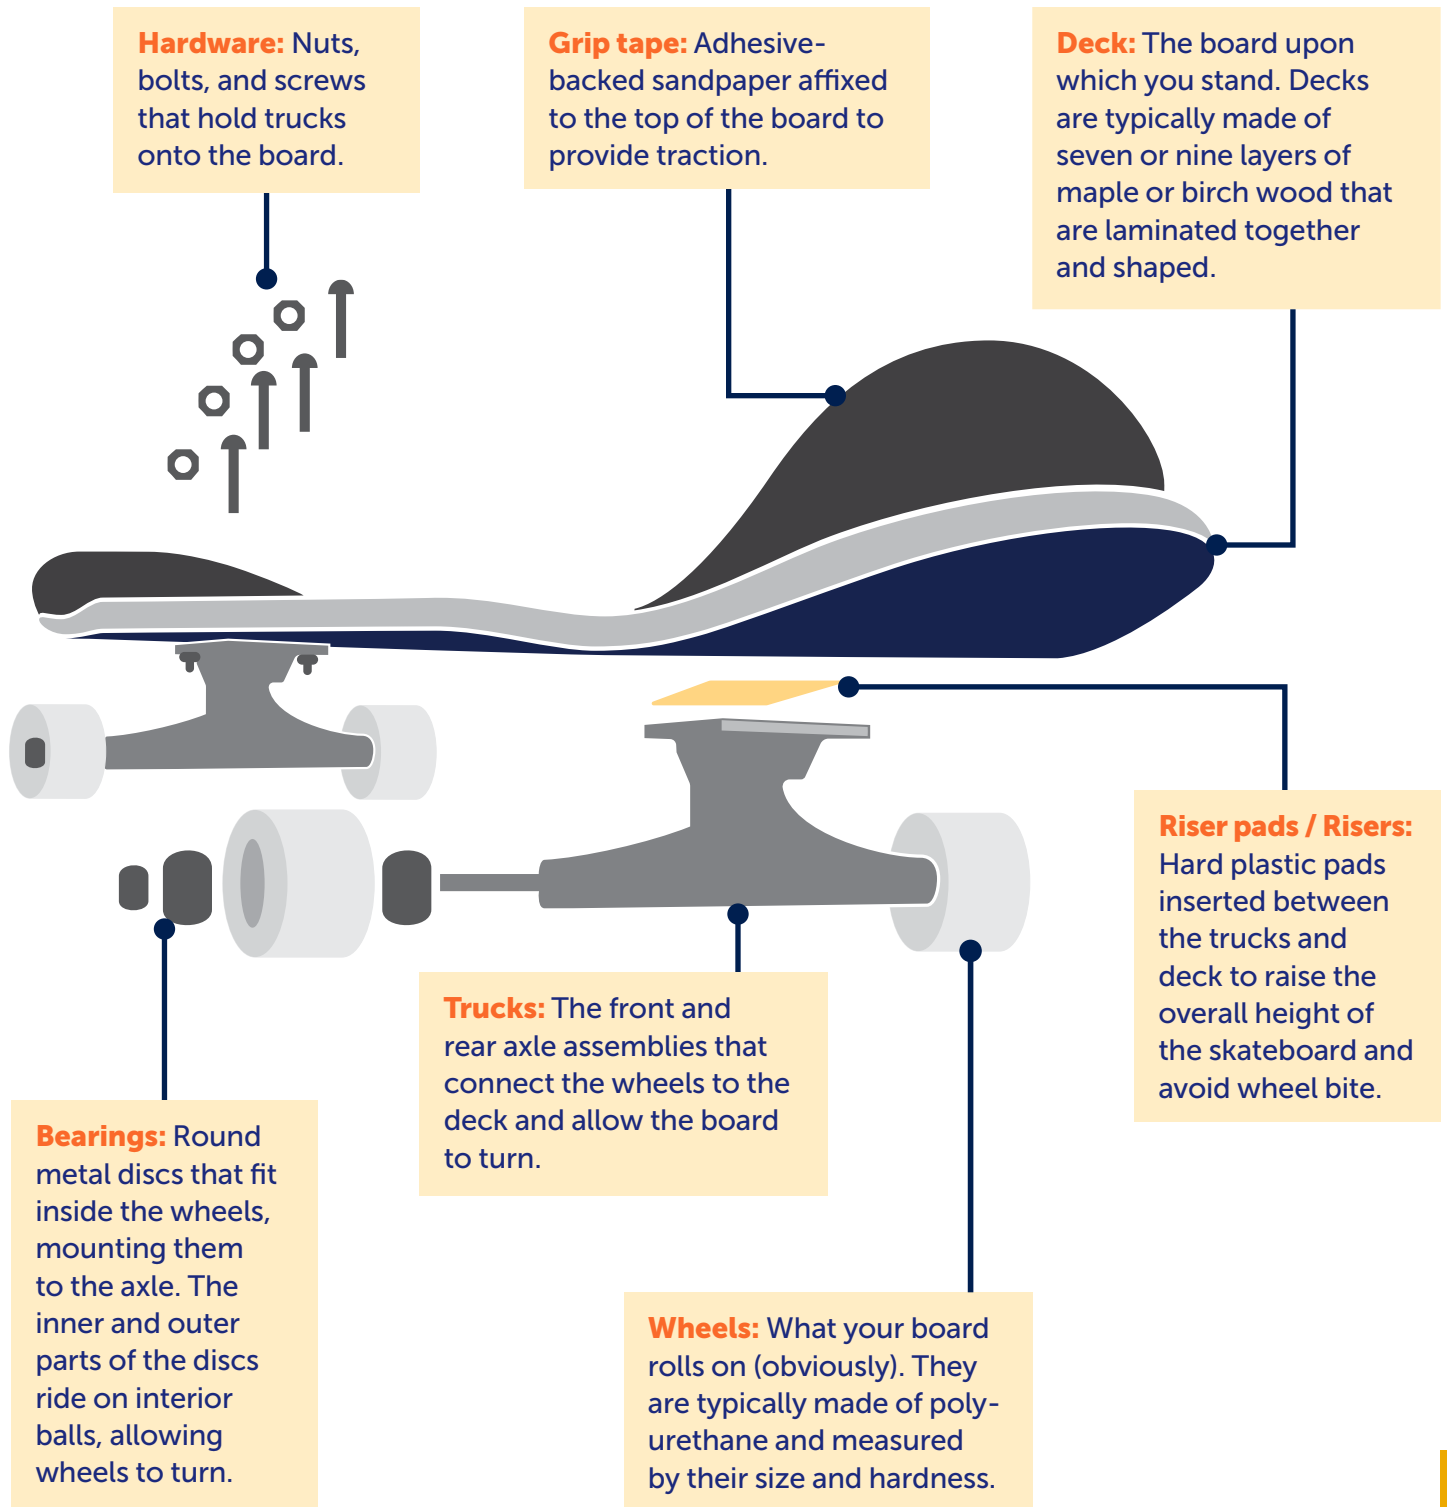 Hardware: Nuts,
bolts, and screws
that hold trucks
onto the board.
Grip tape: Adhesive-
backed sandpaper affixed
to the top of the board to
provide traction.
Deck: The board upon
which you stand. Decks
are typically made of
seven or nine layers of
maple or birch wood that
are laminated together
and shaped.
Riser pads / Risers:
Hard plastic pads
inserted between
the trucks and
deck to raise the
overall height of
the skateboard and
avoid wheel bite.
Trucks: The front and
rear axle assemblies that
connect the wheels to the
deck and allow the board
to turn.
Bearings: Round
metal discs that fit
inside the wheels,
mounting them
to the axle. The
inner and outer
parts of the discs
ride on interior
balls, allowing
wheels to turn.
Wheels: What your board
rolls on (obviously). They
are typically made of poly-
urethane and measured
by their size and hardness.